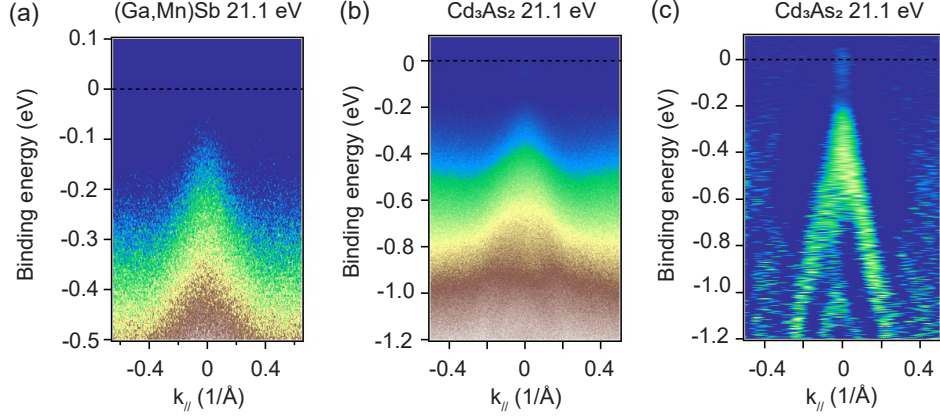 (a)
(Ga,Mn)Sb 21.1 eV
Binding energy (eV)
0.1
0
-0.1
-0.2
-0.3
-0.4
-0.5
-0.4
0
0.4
k// (1/Å)
(b)
Cd₃As₂ 21.1 eV
Binding energy (eV)
0
-0.2
-0.4
-0.6
-0.8
-1.0
-1.2
-0.4
0
0.4
k// (1/Å)
(c)
Cd₃As₂ 21.1 eV
Binding energy (eV)
0
-0.2
-0.4
-0.6
-0.8
-1.0
-1.2
-0.4
0
0.4
k// (1/Å)